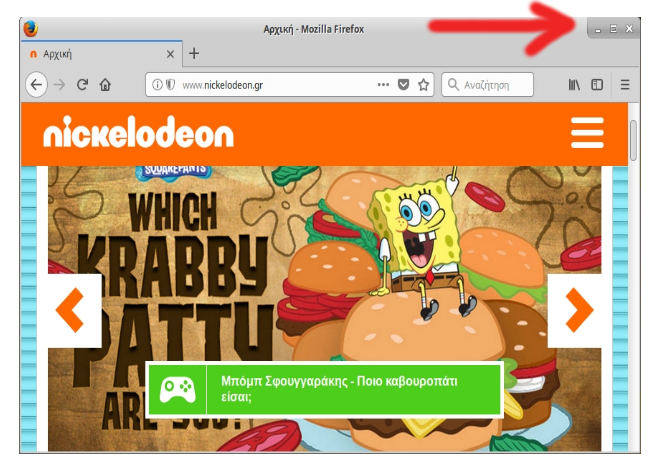 Αρχική - Mozilla Firefox
Αρχική
www.nickelodeon.gr
Αναζήτηση
nickelodeon
SQUAREPANTS
WHICH
KRABBY
PATTY
ARE YOU?
Μπόμπ Σφουγγαράκης - Ποιο καβουροπάτι
είσαι;